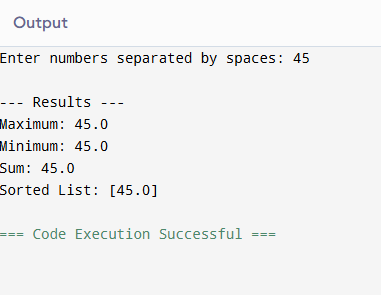 Output
Enter numbers separated by spaces: 45
--- Results ---
Maximum: 45.0
Minimum: 45.0
Sum: 45.0
Sorted List: [45.0]
=== Code Execution Successful ===